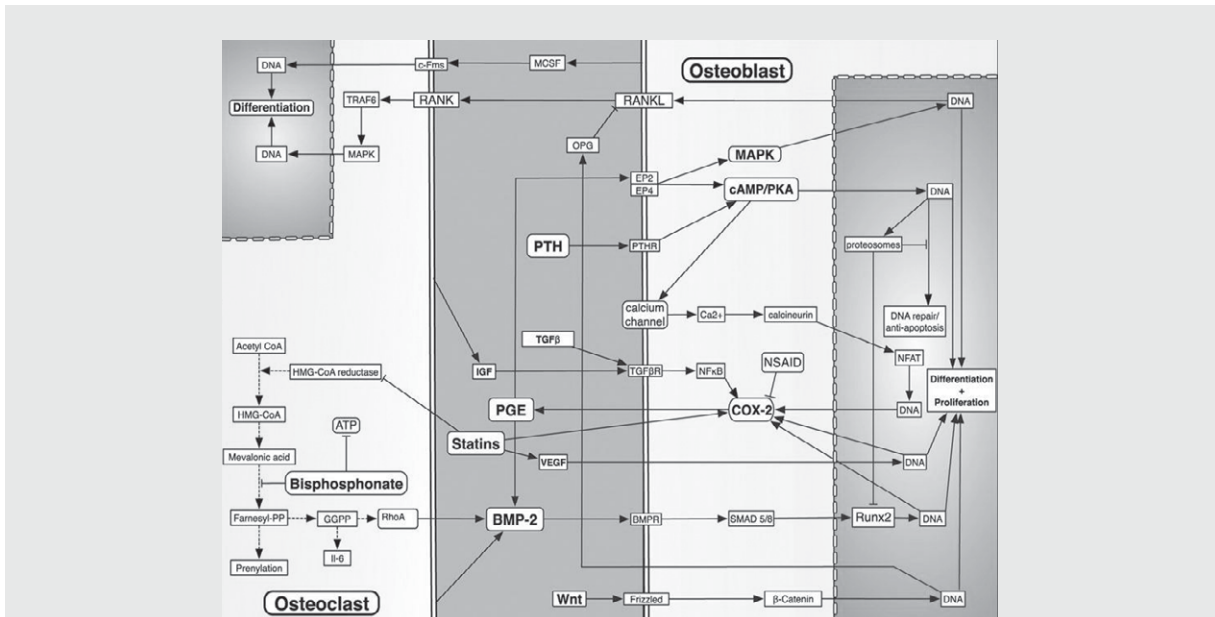 DNA
c-Fms
MCSF
Osteoblast
Differentiation
TRAF6
RANK
RANKL
DNA
OPG
DNA
MAPK
MAPK
EP2
EP4
cAMP/PKA
DNA
PTH
PTHR
proteosomes
calcium
channel
Ca2+
calcineurin
DNA repair/
anti-apoptosis
Acetyl CoA
TGFβ
NSAID
NFAT
HMG-CoA reductase
IGF
TGFβR
NFκB
Differentiation
+
Proliferation
HMG-CoA
PGE
COX-2
DNA
ATP
Statins
Mevalonic acid
VEGF
DNA
Bisphosphonate
Farnesyl-PP
GGPP
RhoA
BMP-2
BMPR
SMAD 5/8
Runx2
DNA
Il-6
Prenylation
Osteoclast
Wnt
Frizzled
β-Catenin
DNA